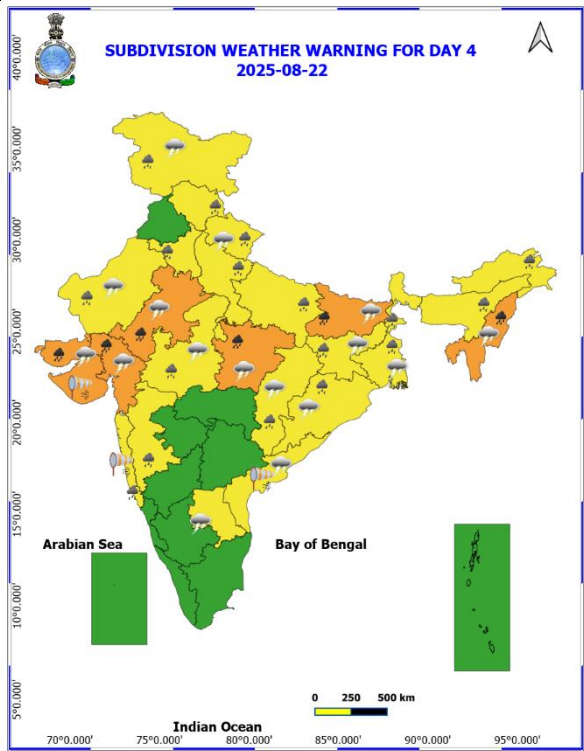 SUBDIVISION WEATHER WARNING FOR DAY 4
2025-08-22
40°0.000'
35°0.000'
30°0.000'
25°0.000'
20°0.000'
15°0.000'
10°0.000'
5°0.000'
Arabian Sea
Bay of Bengal
0 250 500 km
Indian Ocean
70°0.000' 75°0.000' 80°0.000' 85°0.000' 90°0.000' 95°0.000'